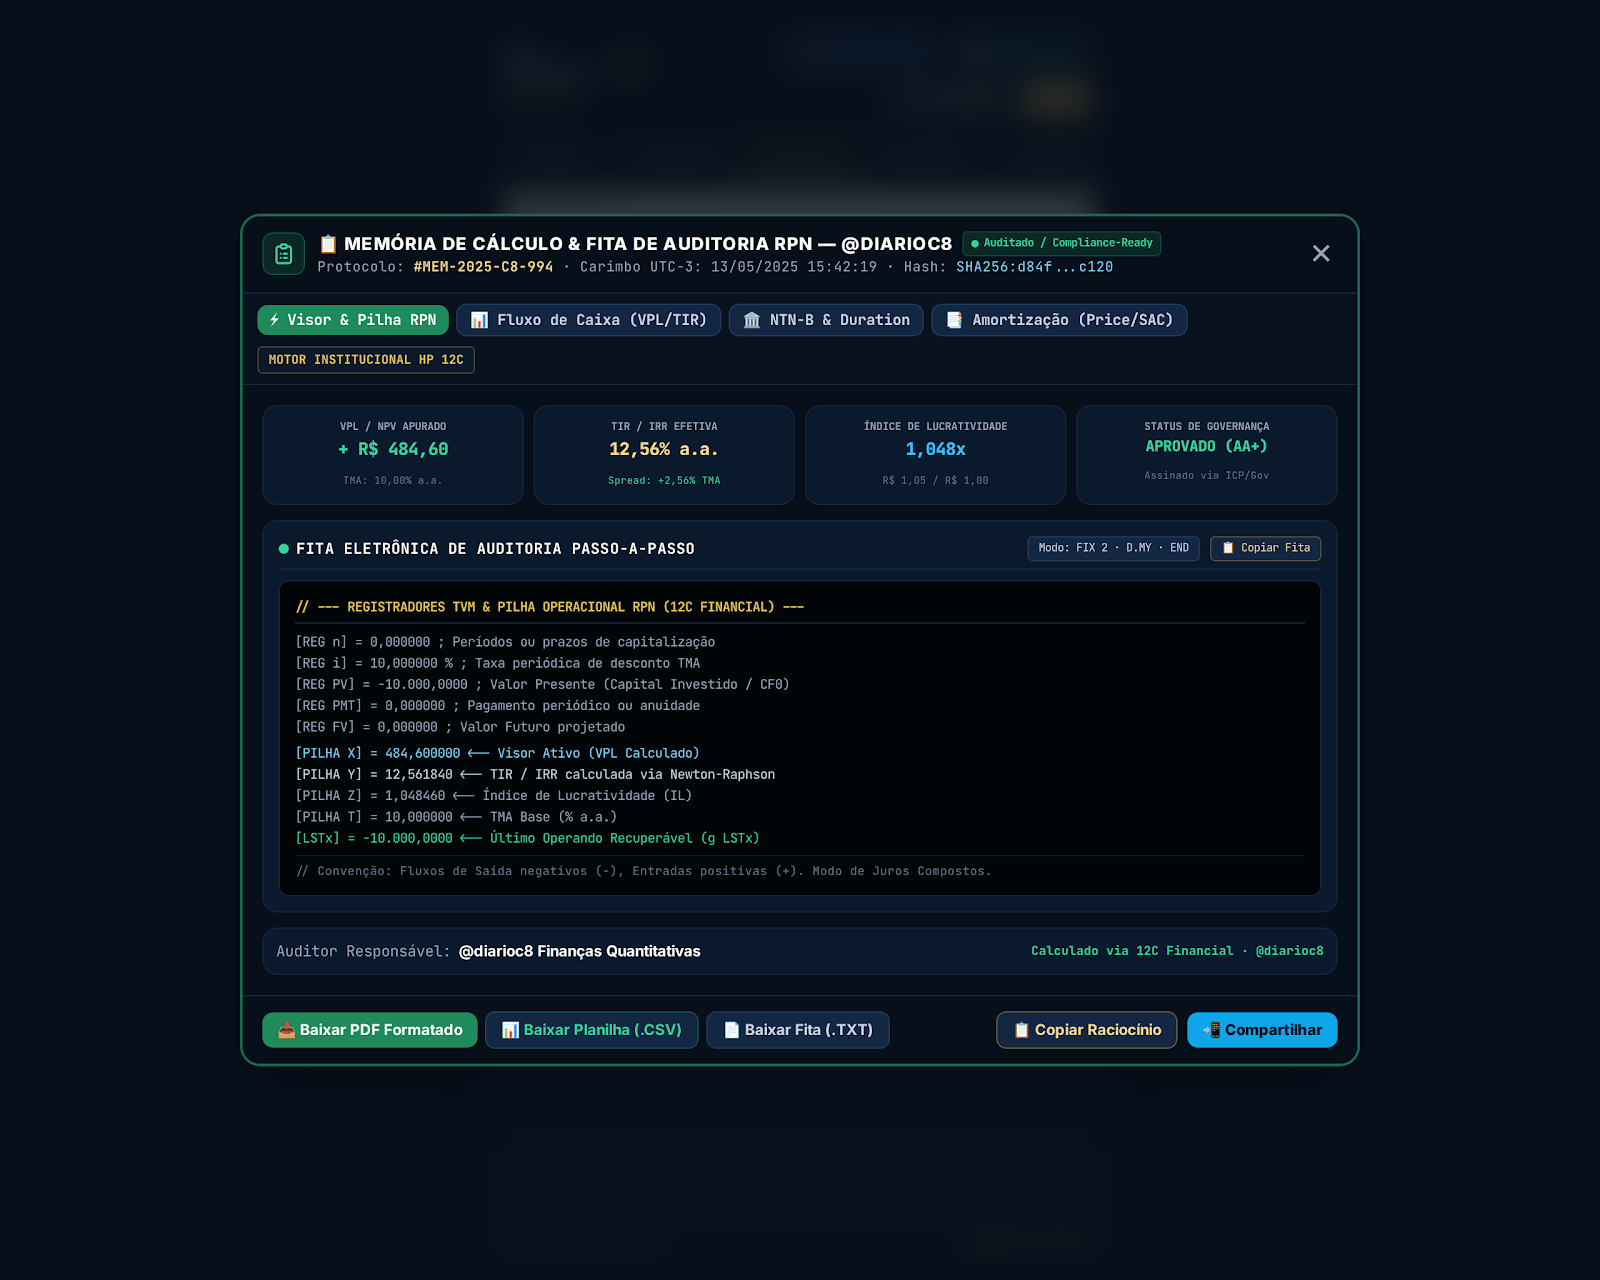 📋 MEMÓRIA DE CÁLCULO & FITA DE AUDITORIA RPN — @DIARIOC8
● Auditado / Compliance-Ready
Protocolo: #MEM-2025-C8-994 · Carimbo UTC-3: 13/05/2025 15:42:19 · Hash: SHA256:d84f...c120
✕
⚡ Visor & Pilha RPN
📊 Fluxo de Caixa (VPL/TIR)
🏛️ NTN-B & Duration
📑 Amortização (Price/SAC)
MOTOR INSTITUCIONAL HP 12C
VPL / NPV APURADO
+ R$ 484,60
TMA: 10,00% a.a.
TIR / IRR EFETIVA
12,56% a.a.
Spread: +2,56% TMA
ÍNDICE DE LUCRATIVIDADE
1,048x
R$ 1,05 / R$ 1,00
STATUS DE GOVERNANÇA
APROVADO (AA+)
Assinado via ICP/Gov
● FITA ELETRÔNICA DE AUDITORIA PASSO-A-PASSO
Modo: FIX 2 · D.MY · END
📋 Copiar Fita
// --- REGISTRADORES TVM & PILHA OPERACIONAL RPN (12C FINANCIAL) ---
[REG n] = 0,000000 ; Períodos ou prazos de capitalização
[REG i] = 10,000000 % ; Taxa periódica de desconto TMA
[REG PV] = -10.000,0000 ; Valor Presente (Capital Investido / CF0)
[REG PMT] = 0,000000 ; Pagamento periódico ou anuidade
[REG FV] = 0,000000 ; Valor Futuro projetado
[PILHA X] = 484,600000 <-- Visor Ativo (VPL Calculado)
[PILHA Y] = 12,561840 <-- TIR / IRR calculada via Newton-Raphson
[PILHA Z] = 1,048460 <-- Índice de Lucratividade (IL)
[PILHA T] = 10,000000 <-- TMA Base (% a.a.)
[LSTx] = -10.000,0000 <-- Último Operando Recuperável (g LSTx)
// Convenção: Fluxos de Saída negativos (-), Entradas positivas (+). Modo de Juros Compostos.
Auditor Responsável: @diarioc8 Finanças Quantitativas
Calculado via 12C Financial · @diarioc8
📥 Baixar PDF Formatado
📊 Baixar Planilha (.CSV)
📄 Baixar Fita (.TXT)
📋 Copiar Raciocínio
📲 Compartilhar